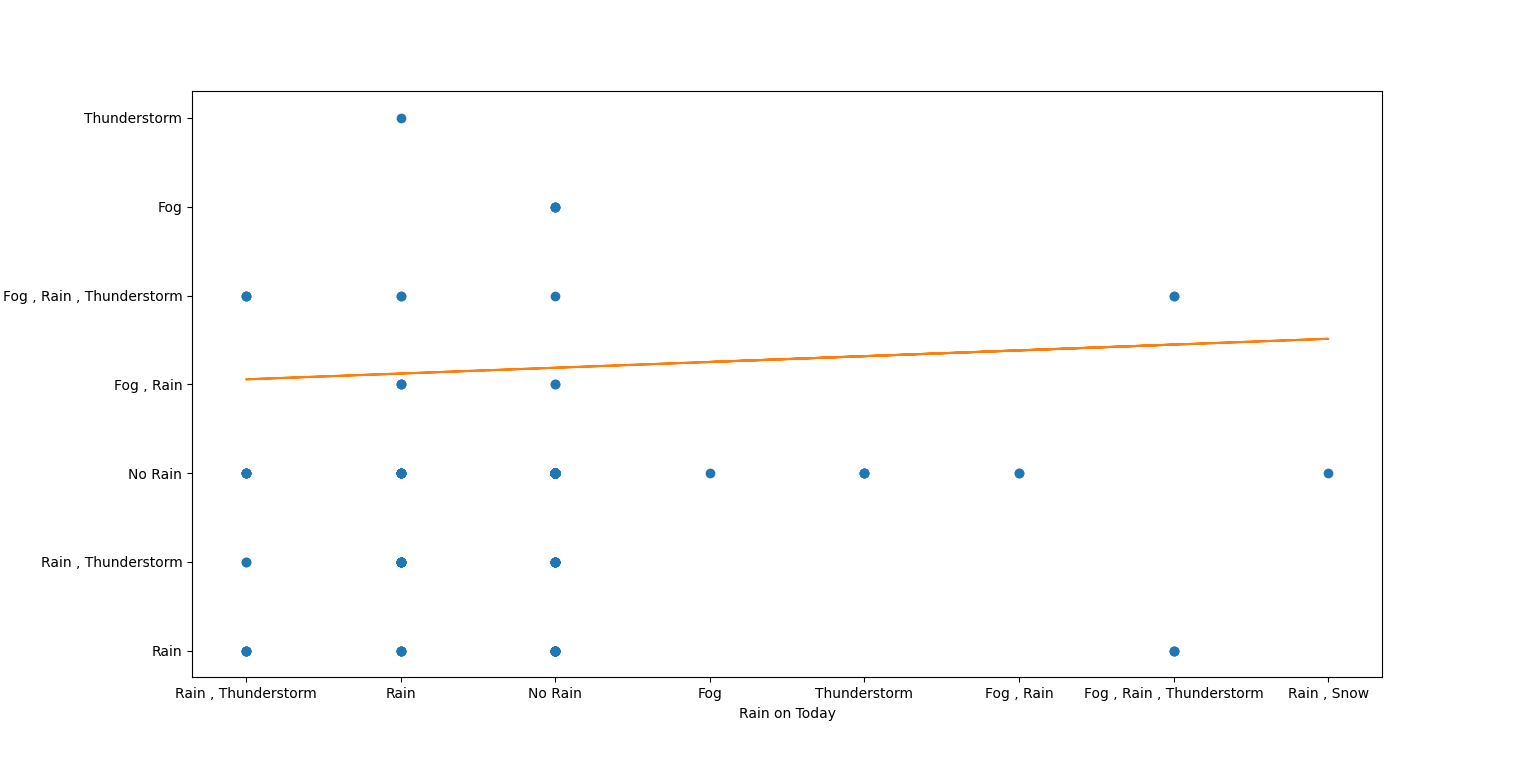 Thunderstorm
Fog
Fog , Rain , Thunderstorm
Fog , Rain
No Rain
Rain , Thunderstorm
Rain
Rain , Thunderstorm Rain No Rain Fog Thunderstorm Fog , Rain Fog , Rain , Thunderstorm Rain , Snow
Rain on Today